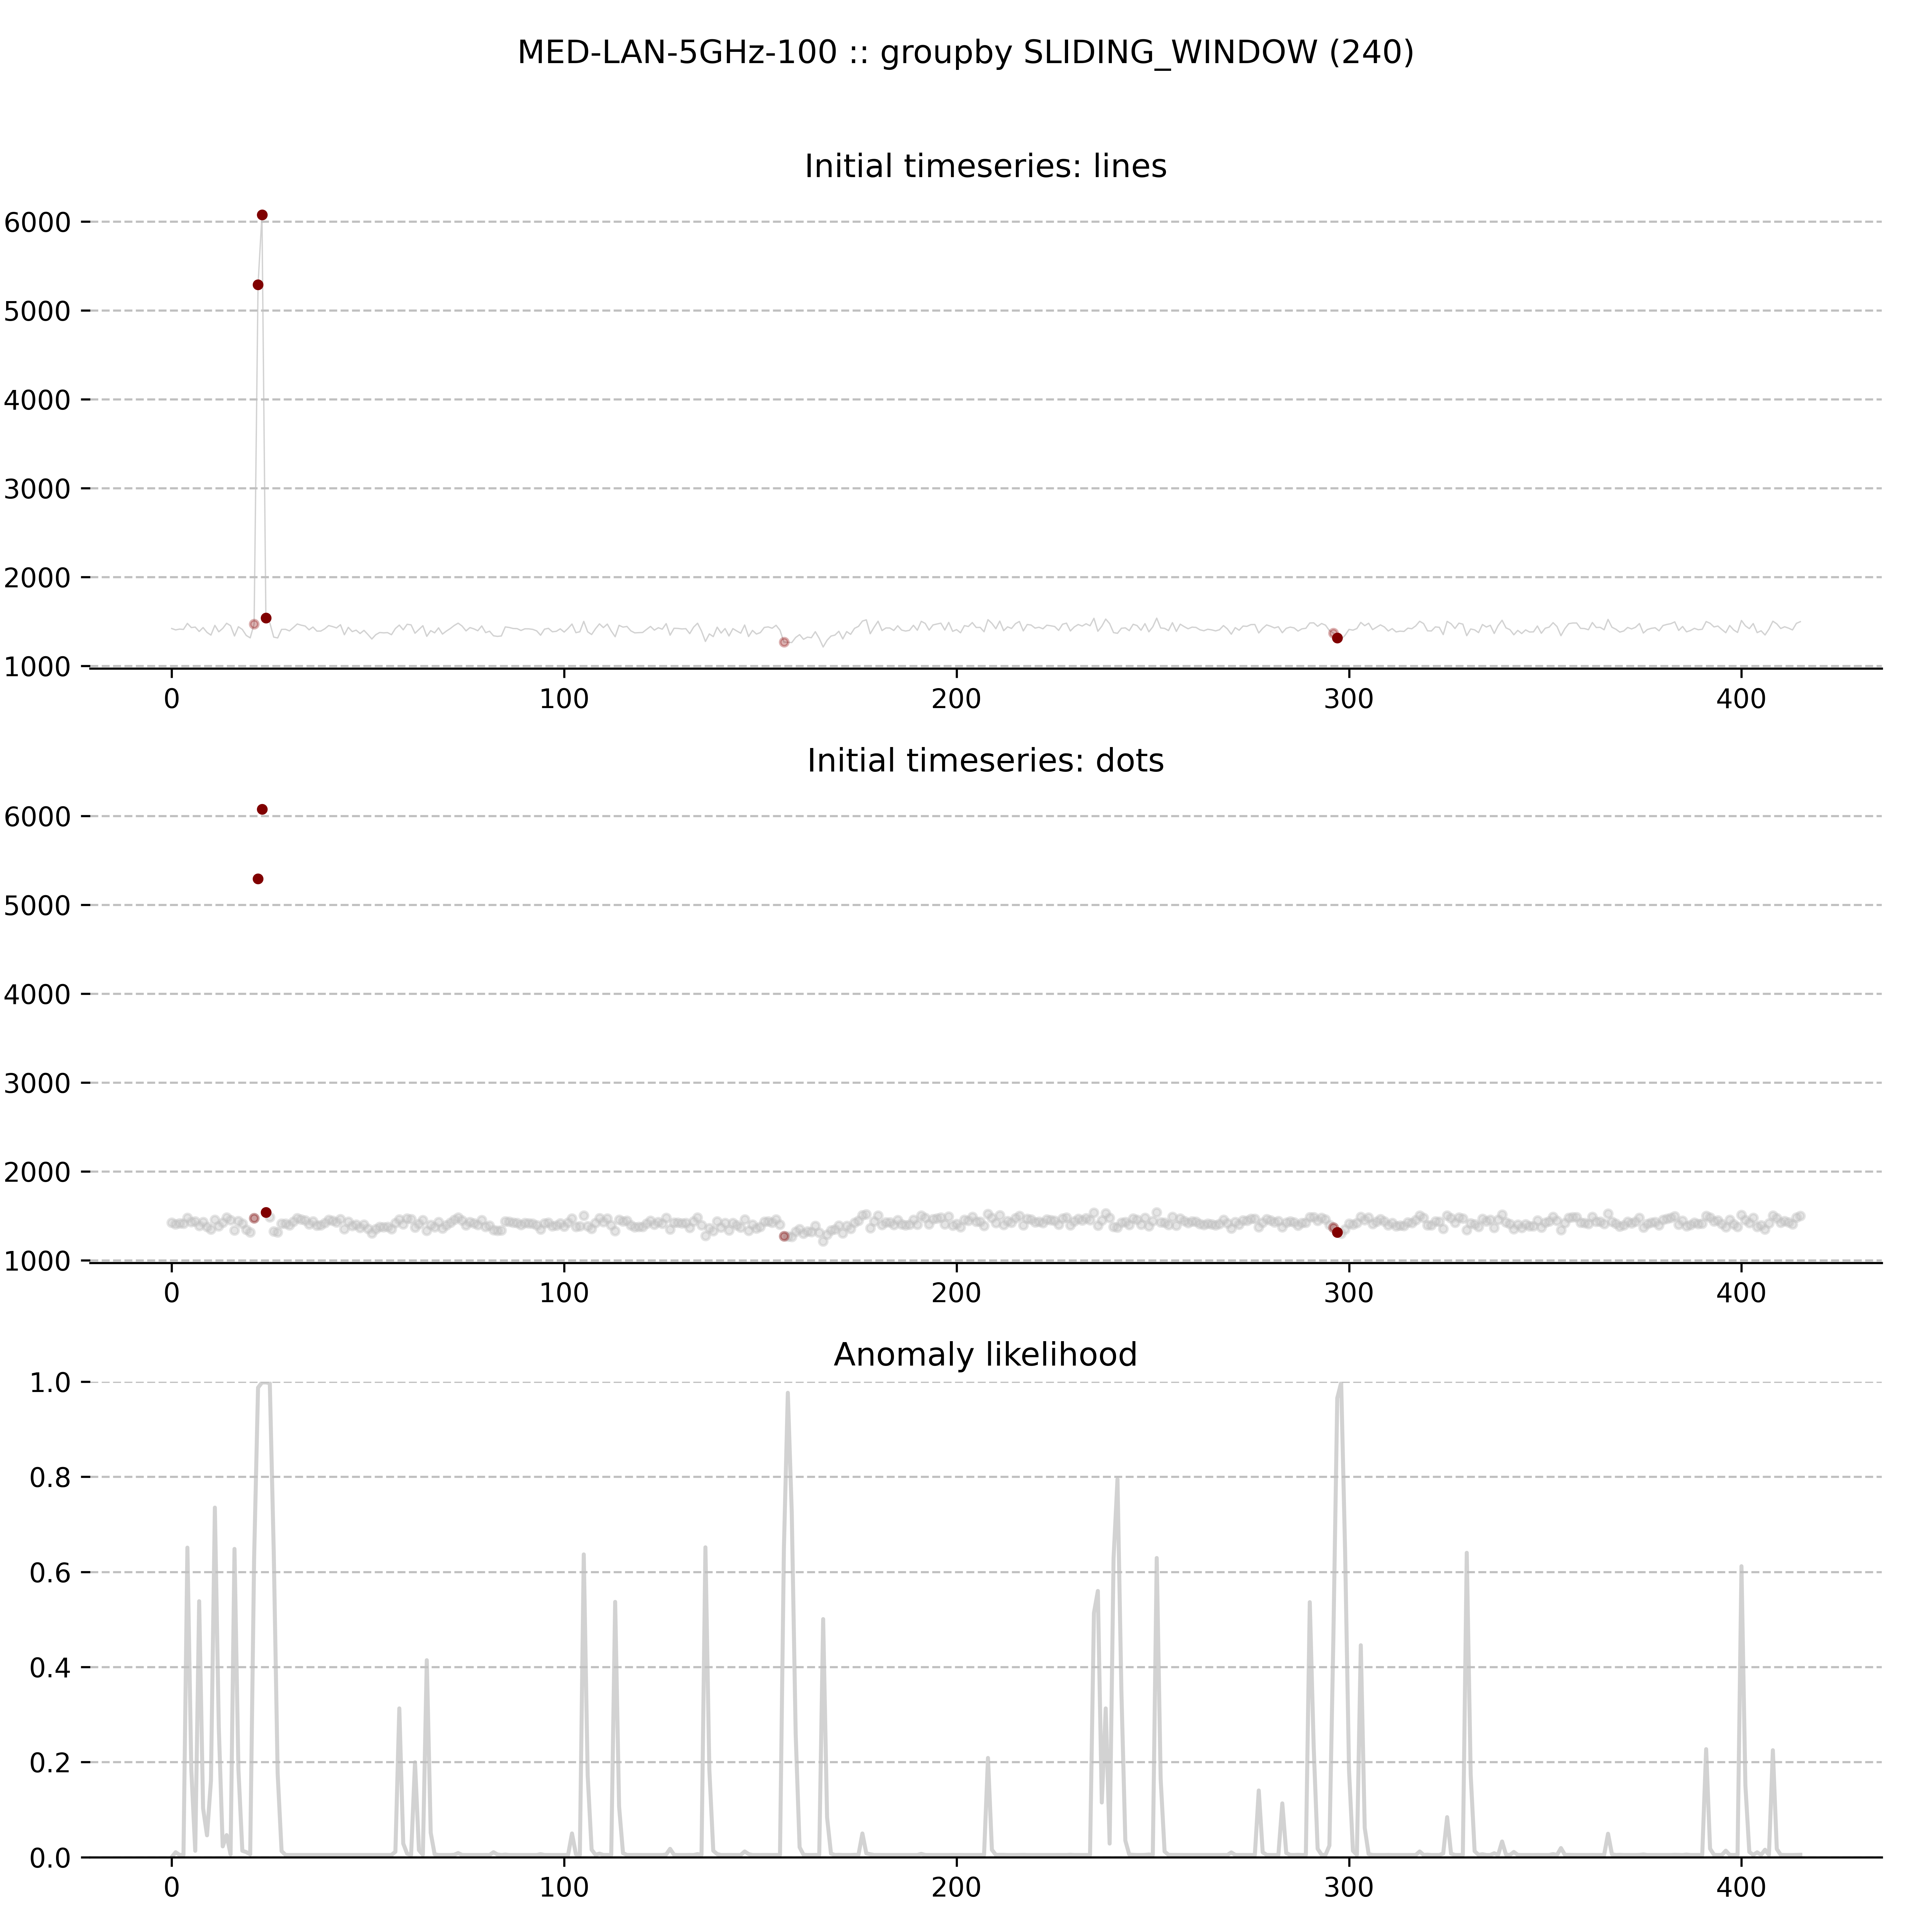 MED-LAN-5GHz-100 :: groupby SLIDING_WINDOW (240)
Initial timeseries: lines
6000
5000
4000
3000
2000
1000
0 100 200 300 400
Initial timeseries: dots
6000
5000
4000
3000
2000
1000
0 100 200 300 400
Anomaly likelihood
1.0
0.8
0.6
0.4
0.2
0.0
0 100 200 300 400